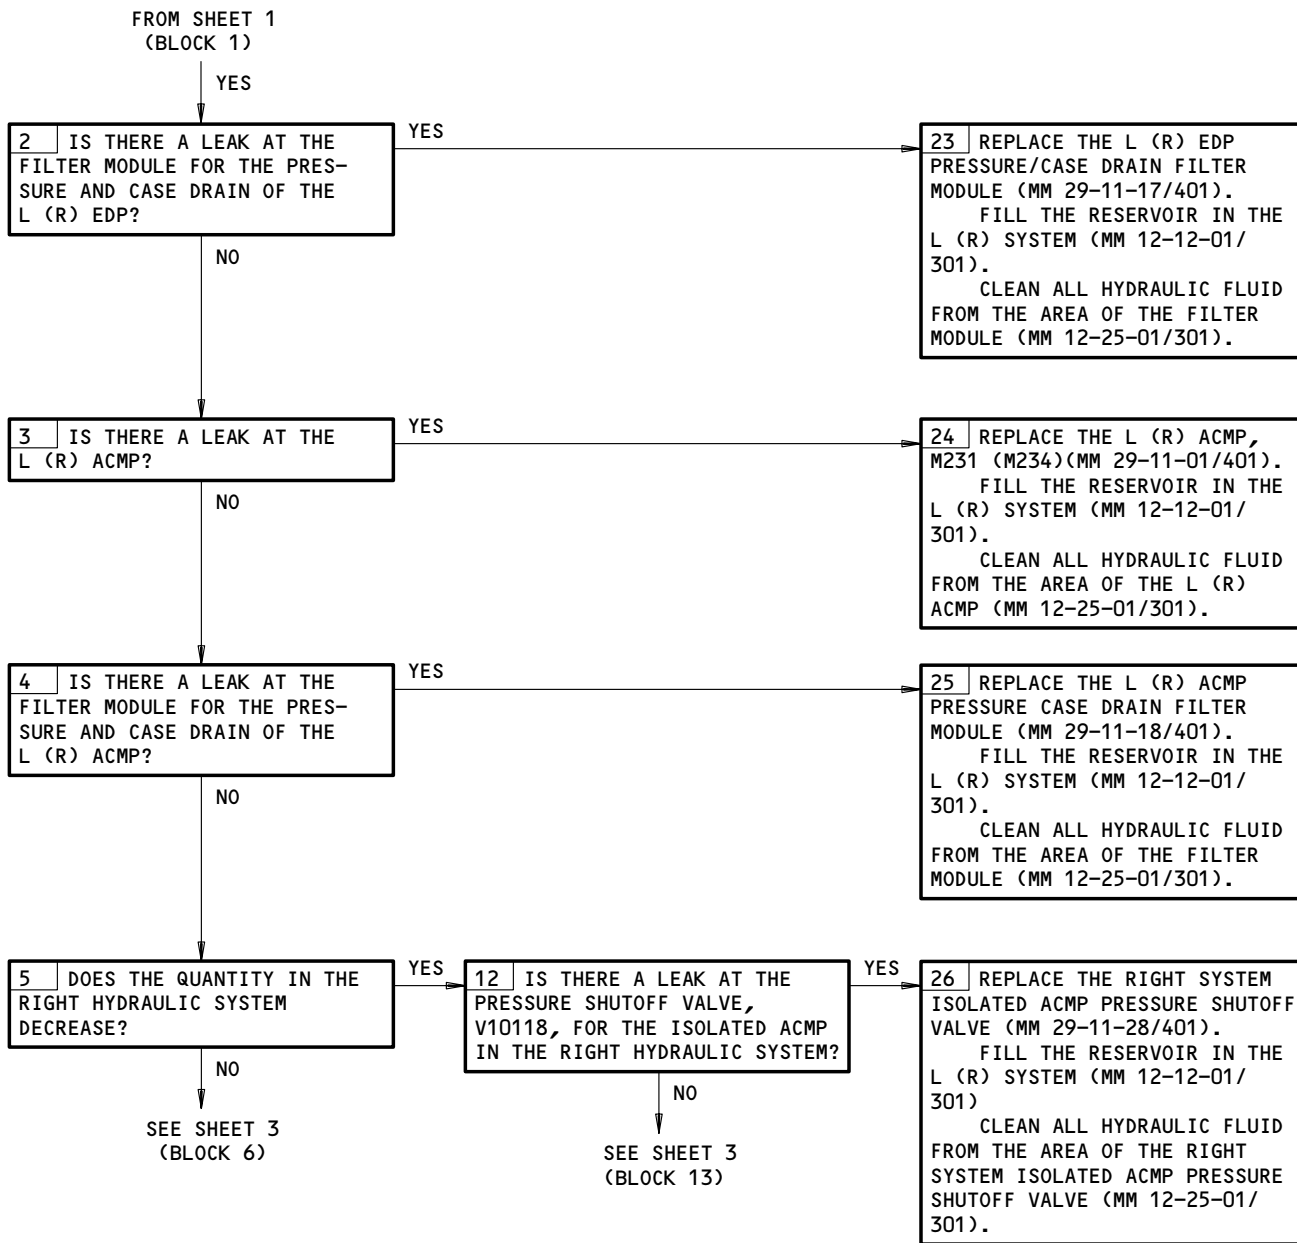 FROM SHEET 1
(BLOCK 1)
YES
2 IS THERE A LEAK AT THE
FILTER MODULE FOR THE PRES-
SURE AND CASE DRAIN OF THE
L (R) EDP?
YES
23 REPLACE THE L (R) EDP
PRESSURE/CASE DRAIN FILTER
MODULE (MM 29-11-17/401).
FILL THE RESERVOIR IN THE
L (R) SYSTEM (MM 12-12-01/
301).
CLEAN ALL HYDRAULIC FLUID
FROM THE AREA OF THE FILTER
MODULE (MM 12-25-01/301).
NO
3 IS THERE A LEAK AT THE
L (R) ACMP?
YES
24 REPLACE THE L (R) ACMP,
M231 (M234)(MM 29-11-01/401).
FILL THE RESERVOIR IN THE
L (R) SYSTEM (MM 12-12-01/
301).
CLEAN ALL HYDRAULIC FLUID
FROM THE AREA OF THE L (R)
ACMP (MM 12-25-01/301).
NO
4 IS THERE A LEAK AT THE
FILTER MODULE FOR THE PRES-
SURE AND CASE DRAIN OF THE
L (R) ACMP?
YES
25 REPLACE THE L (R) ACMP
PRESSURE CASE DRAIN FILTER
MODULE (MM 29-11-18/401).
FILL THE RESERVOIR IN THE
L (R) SYSTEM (MM 12-12-01/
301).
CLEAN ALL HYDRAULIC FLUID
FROM THE AREA OF THE FILTER
MODULE (MM 12-25-01/301).
NO
5 DOES THE QUANTITY IN THE
RIGHT HYDRAULIC SYSTEM
DECREASE?
YES
12 IS THERE A LEAK AT THE
PRESSURE SHUTOFF VALVE,
V10118, FOR THE ISOLATED ACMP
IN THE RIGHT HYDRAULIC SYSTEM?
YES
26 REPLACE THE RIGHT SYSTEM
ISOLATED ACMP PRESSURE SHUTOFF
VALVE (MM 29-11-28/401).
FILL THE RESERVOIR IN THE
L (R) SYSTEM (MM 12-12-01/
301)
CLEAN ALL HYDRAULIC FLUID
FROM THE AREA OF THE RIGHT
SYSTEM ISOLATED ACMP PRESSURE
SHUTOFF VALVE (MM 12-25-01/
301).
NO
SEE SHEET 3
(BLOCK 6)
NO
SEE SHEET 3
(BLOCK 13)